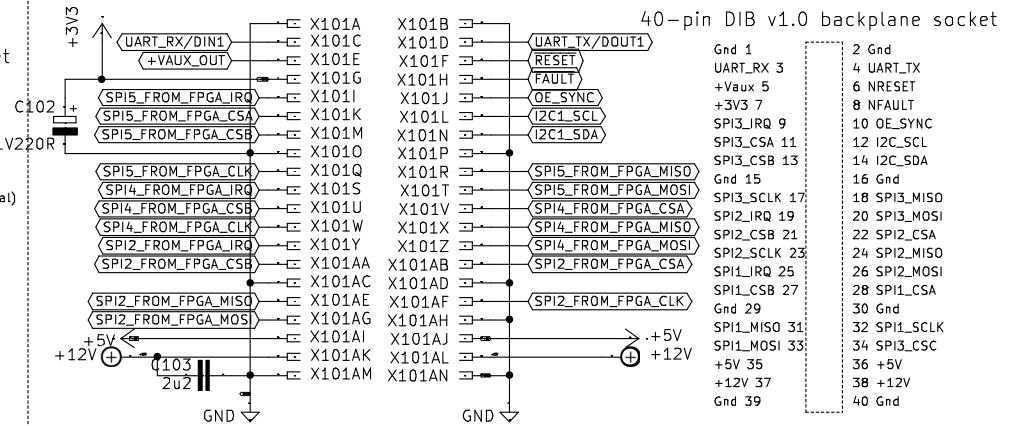 40-pin DIB v1.0 backplane socket
+3V3
X101A
X101B
UART_RX/DIN1 X101C
X101D UART_TX/DOUT1
+VAUX_OUT X101E
X101F RESET
X101G
X101H FAULT
C102 +
SPI5_FROM_FPGA_IRQ X101I
X101J OE_SYNC
SPI5_FROM_FPGA_CSA X101K
X101L I2C1_SCL
SPI5_FROM_FPGA_CSB X101M
X101N I2C1_SDA
LV220R
X101O
X101P
SPI5_FROM_FPGA_CLK X101Q
X101R SPI5_FROM_FPGA_MISO
SPI4_FROM_FPGA_IRQ X101S
X101T SPI5_FROM_FPGA_MOSI
al)
SPI4_FROM_FPGA_CSB X101U
X101V SPI4_FROM_FPGA_CSA
SPI4_FROM_FPGA_CLK X101W
X101X SPI4_FROM_FPGA_MISO
SPI2_FROM_FPGA_IRQ X101Y
X101Z SPI4_FROM_FPGA_MOSI
SPI2_FROM_FPGA_CSB X101AA
X101AB SPI2_FROM_FPGA_CSA
X101AC
X101AD
SPI2_FROM_FPGA_MISO X101AE
X101AF SPI2_FROM_FPGA_CLK
SPI2_FROM_FPGA_MOSI X101AG
X101AH
+5V X101AI
X101AJ +5V
+12V X101AK
X101AL +12V
C103
2u2
X101AM
X101AN
GND
GND
Gnd 1 2 Gnd
UART_RX 3 4 UART_TX
+Vaux 5 6 NRESET
+3V3 7 8 NFAULT
SPI3_IRQ 9 10 OE_SYNC
SPI3_CSA 11 12 I2C_SCL
SPI3_CSB 13 14 I2C_SDA
Gnd 15 16 Gnd
SPI3_SCLK 17 18 SPI3_MISO
SPI2_IRQ 19 20 SPI3_MOSI
SPI2_CSB 21 22 SPI2_CSA
SPI2_SCLK 23 24 SPI2_MISO
SPI1_IRQ 25 26 SPI2_MOSI
SPI1_CSB 27 28 SPI1_CSA
Gnd 29 30 Gnd
SPI1_MISO 31 32 SPI1_SCLK
SPI1_MOSI 33 34 SPI3_CSC
+5V 35 36 +5V
+12V 37 38 +12V
Gnd 39 40 Gnd